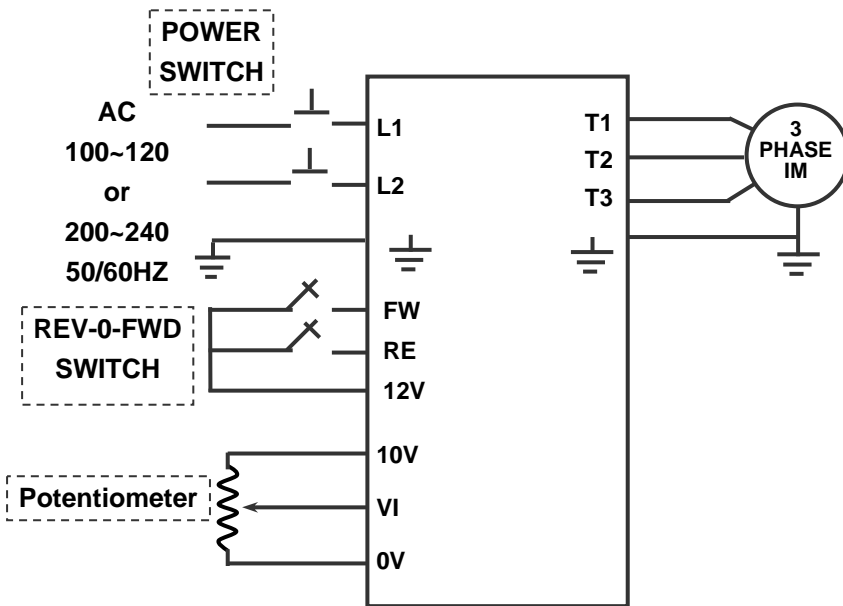 POWER
SWITCH
AC
100~120
or
200~240
50/60HZ
L1
L2
T1
T2
T3
3
PHASE
IM
REV-0-FWD
SWITCH
FW
RE
12V
Potentiometer
10V
VI
0V